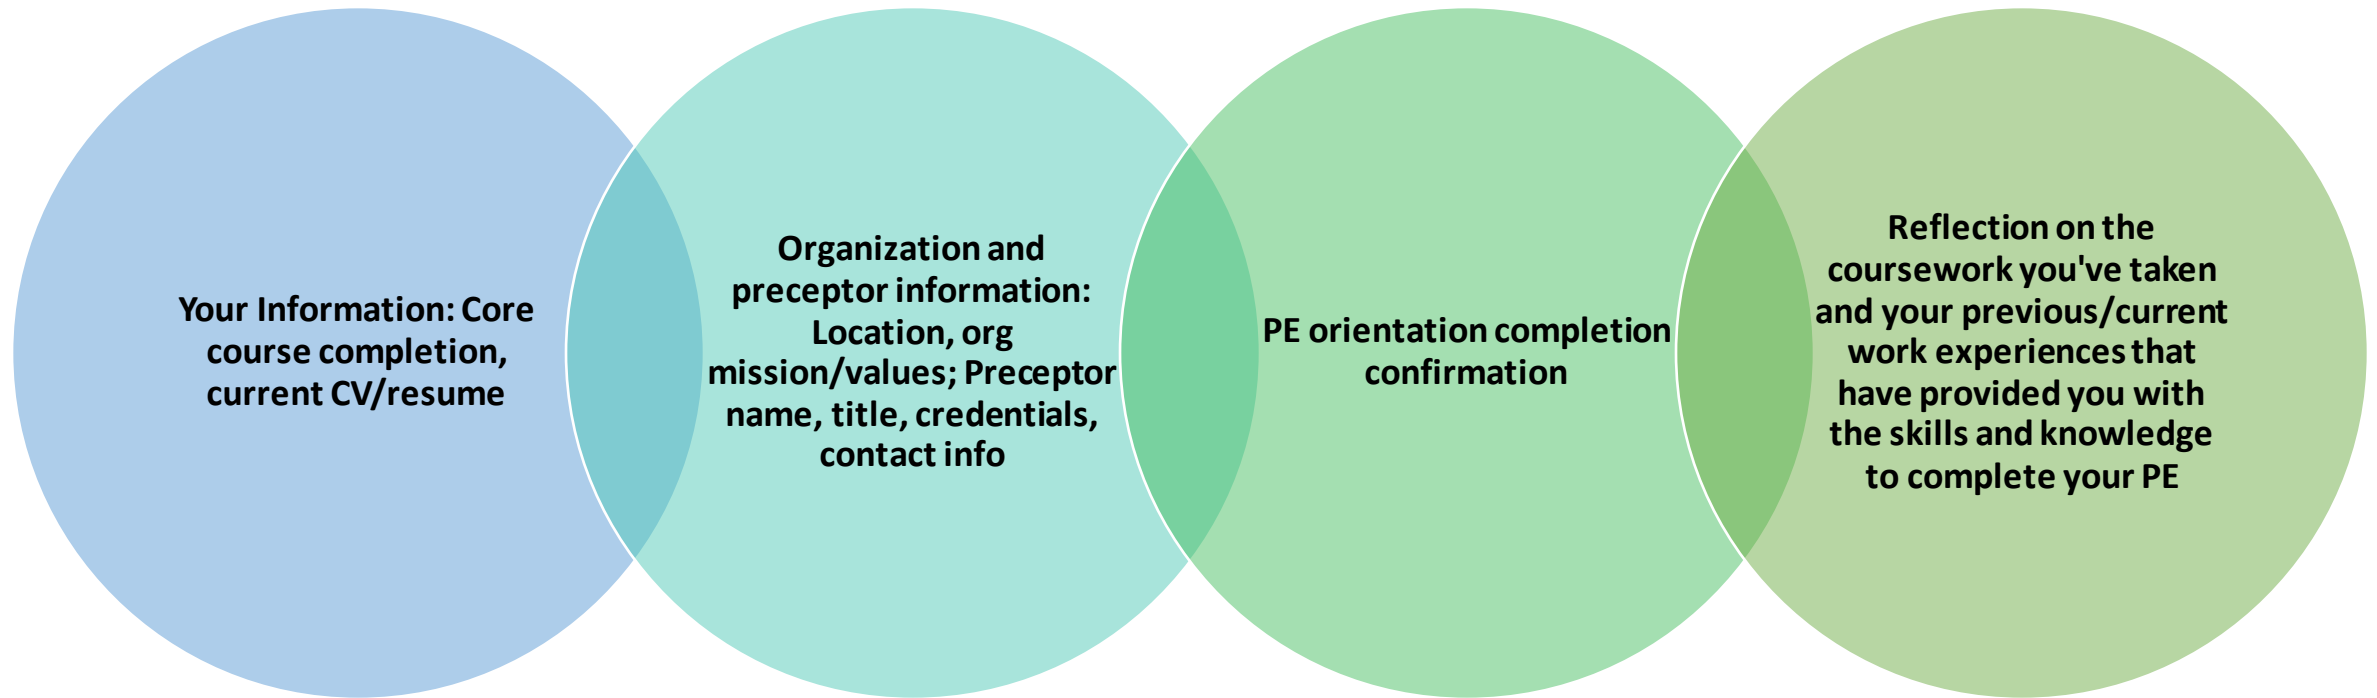 Your Information: Core
course completion,
current CV/resume
Organization and
preceptor information:
Location, org
mission/values; Preceptor
name, title, credentials,
contact info
PE orientation completion
confirmation
Reflection on the
coursework you've taken
and your previous/current
work experiences that
have provided you with
the skills and knowledge
to complete your PE